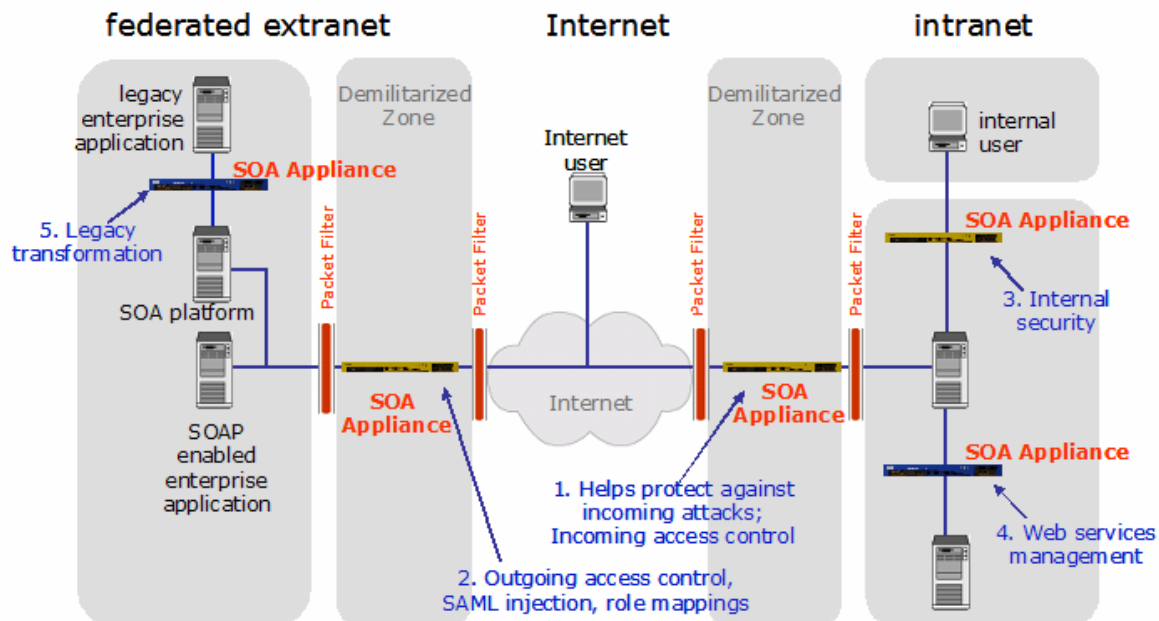 federated extranet
Internet
intranet
legacy
enterprise
application
SOA Appliance
5. Legacy
transformation
SOA platform
SOAP
enabled
enterprise
application
Demilitarized
Zone
Packet Filter
SOA
Appliance
Packet Filter
2. Outgoing access control,
SAML injection, role mappings
Internet
user
Internet
1. Helps protect against
incoming attacks;
Incoming access control
Demilitarized
Zone
Packet Filter
SOA
Appliance
Packet Filter
internal
user
SOA Appliance
3. Internal
security
SOA Appliance
4. Web services
management